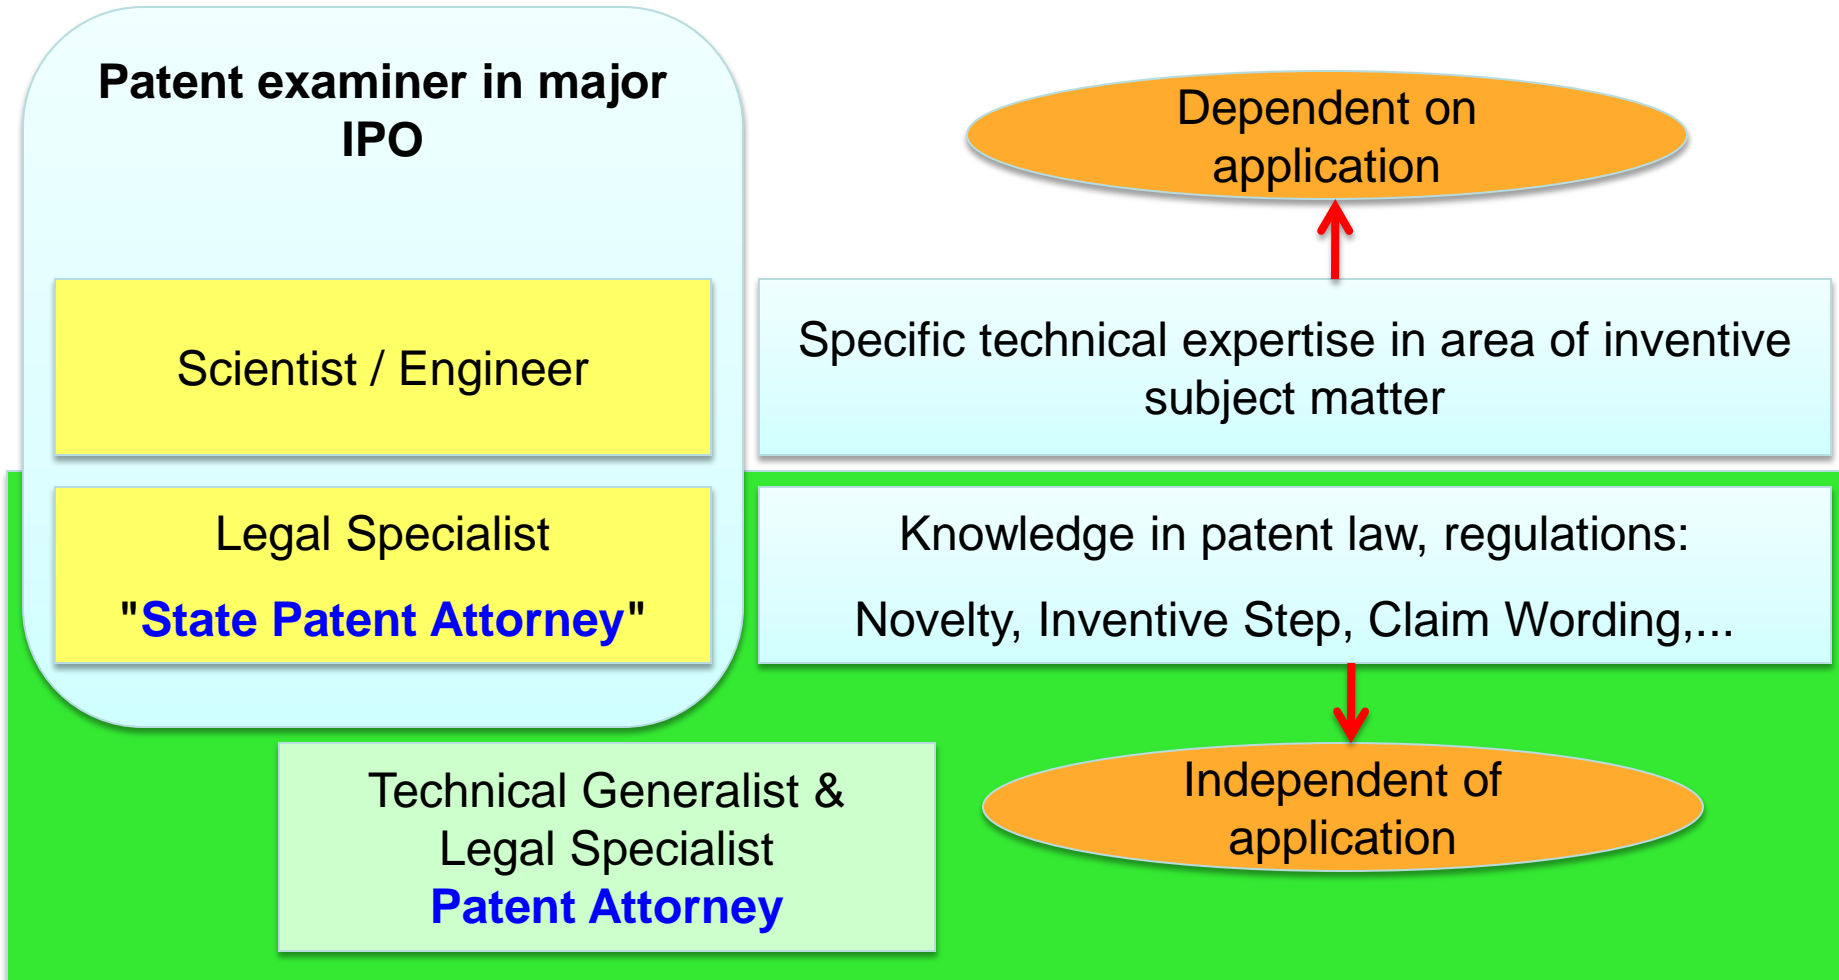 Patent examiner in major
IPO
Dependent on
application
Scientist / Engineer
Specific technical expertise in area of inventive
subject matter
Legal Specialist
"State Patent Attorney"
Knowledge in patent law, regulations:
Novelty, Inventive Step, Claim Wording,...
Technical Generalist &
Legal Specialist
Patent Attorney
Independent of
application